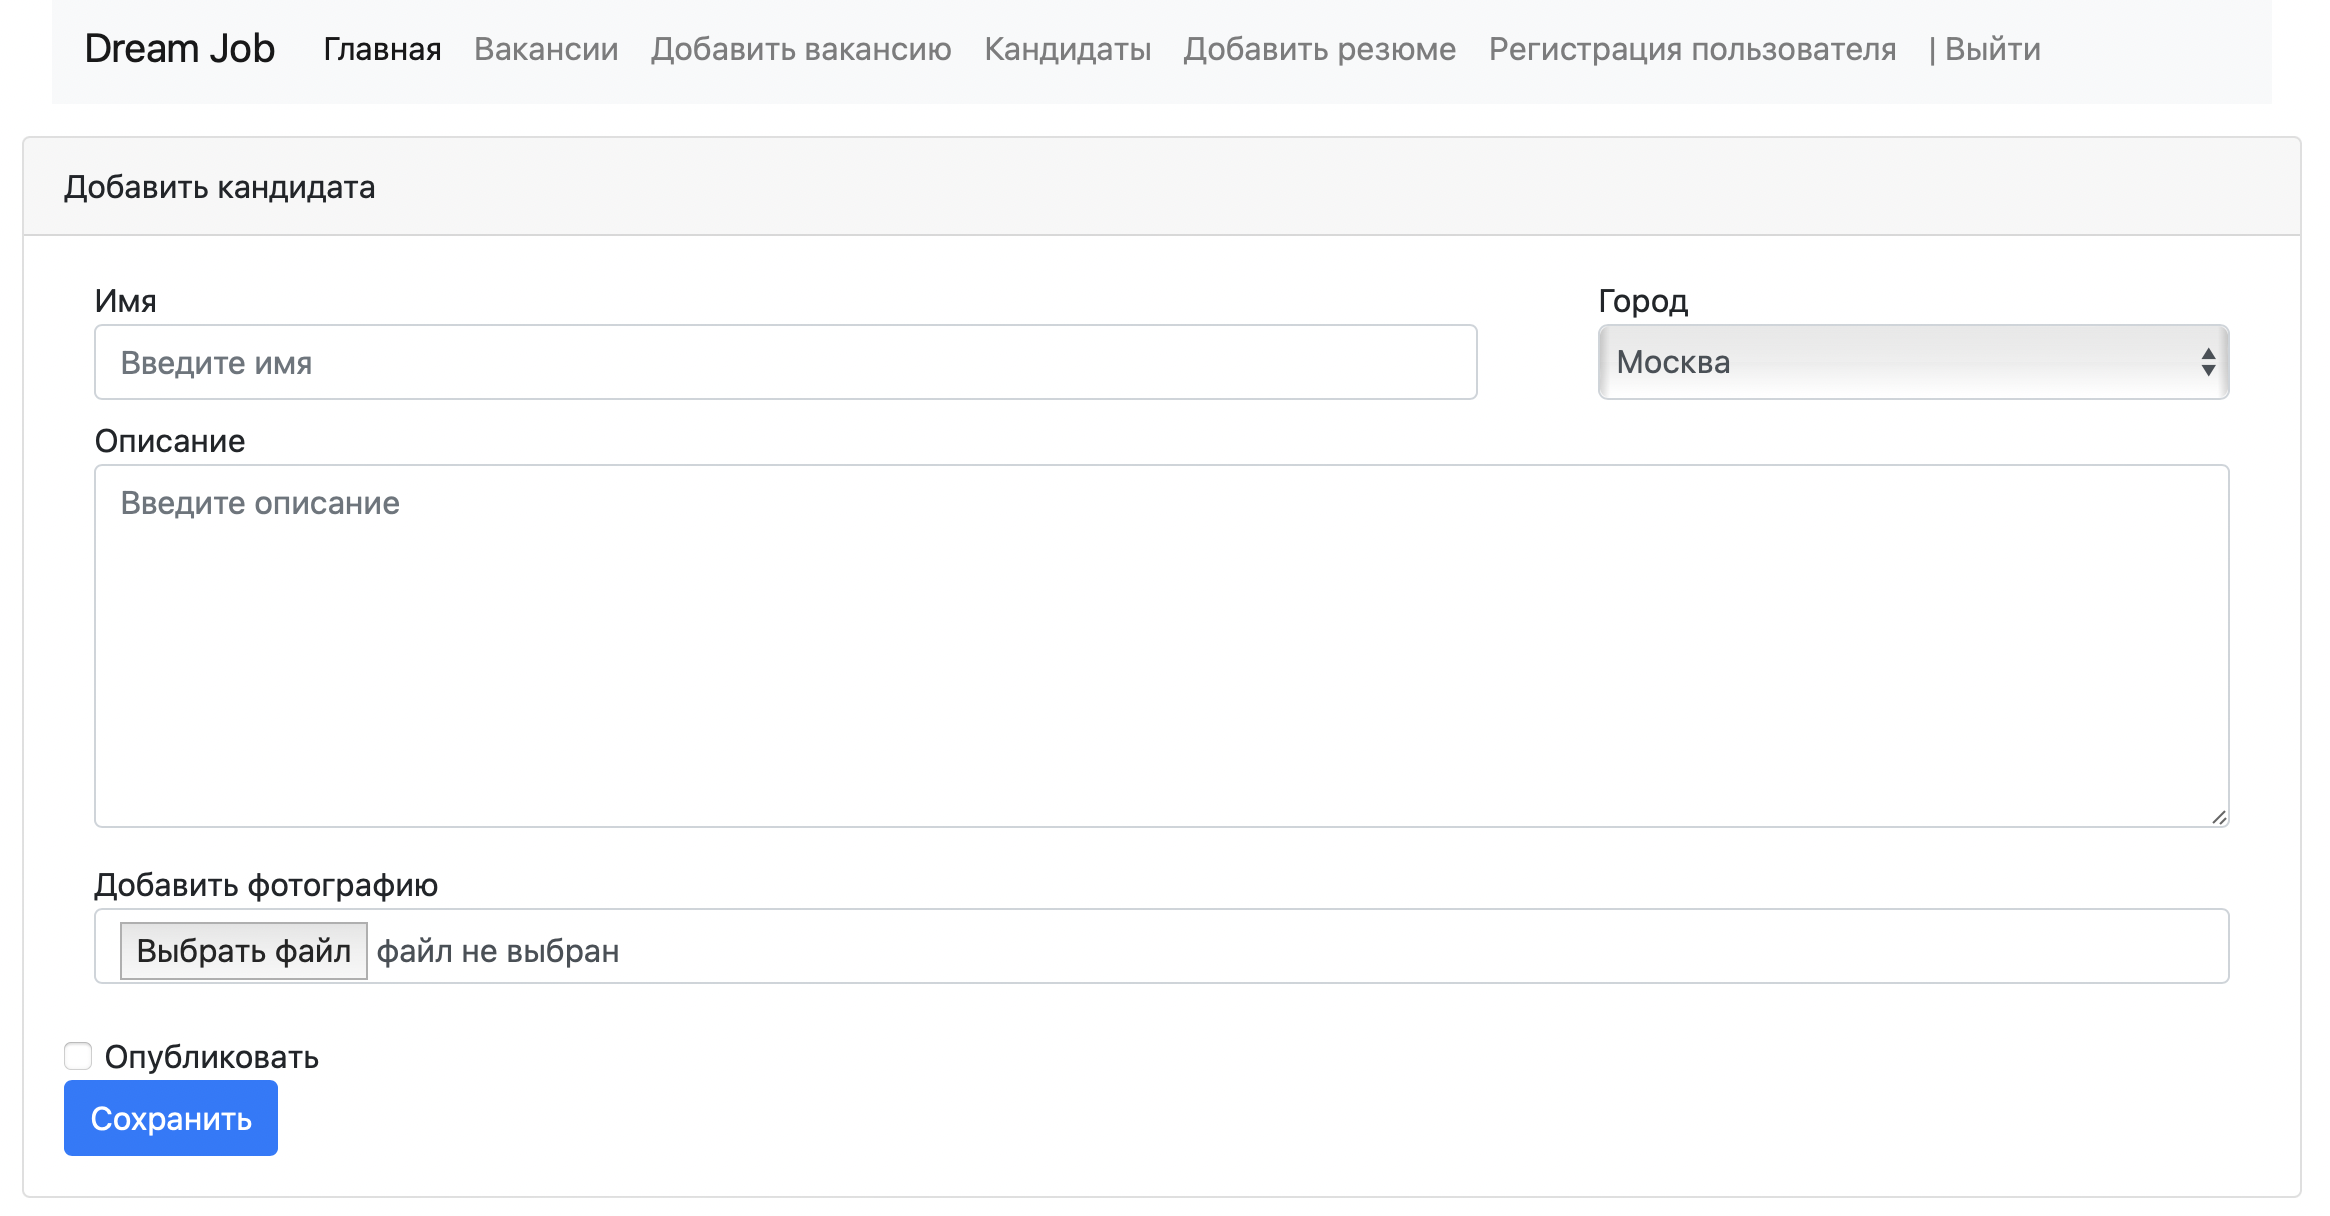 Dream Job Главная Вакансии Добавить вакансию Кандидаты Добавить резюме Регистрация пользователя | Выйти
Добавить кандидата
Имя Город
Введите имя Москва
Описание
Введите описание
Добавить фотографию
Выбрать файл файл не выбран
Опубликовать
Сохранить